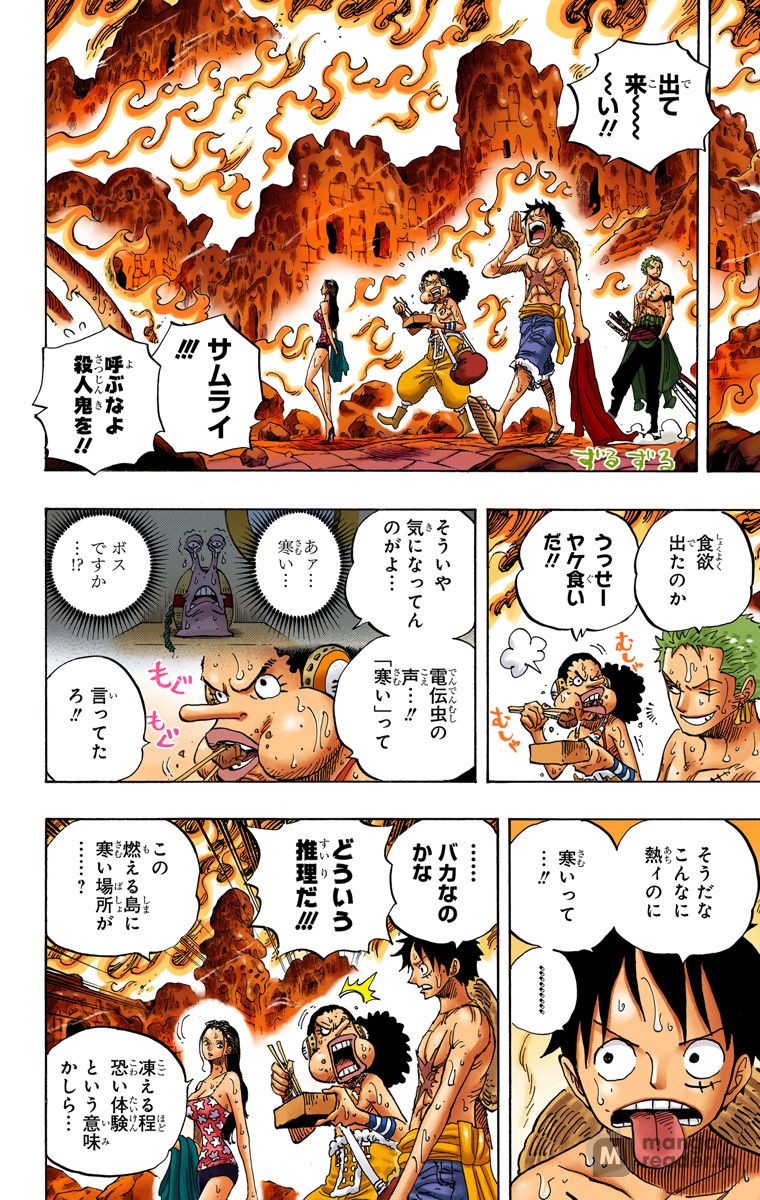 出て
来〜〜
〜い!!
サムライ
!!!
呼ぶなよ
殺人鬼を!!
ずるずる
食欲
出たのか
うっせー
ヤケ食い
だ!!
むしゃ
むしゃ
そういや
気になってん
のがよ…
あァ…
寒い…
ボス
ですか
…!?
電伝虫の
声…!!
「寒い」って
言ってた
ろ!!
もぐ
もぐ
そうだな
こんなに
熱ィのに
寒いって
…!!
…………
……
バカなの
かな
どういう
推理だ!!!
この
燃える島に
寒い場所が
……?
凍える程
恐い体験
という意味
かしら…
manga
reader.to